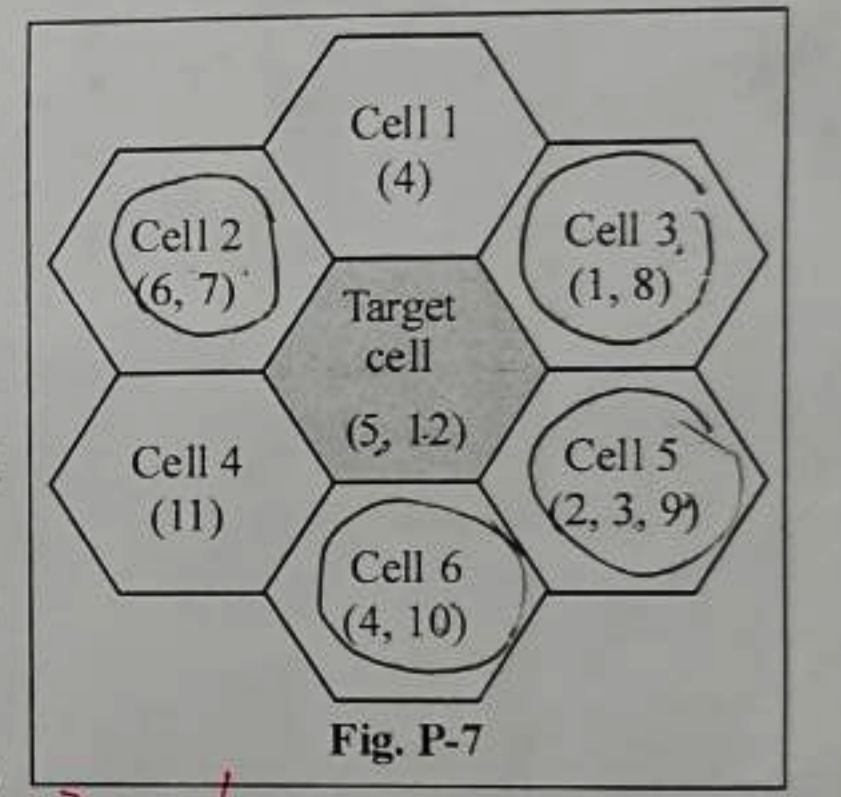 Cell 1
(4)
Cell 2
(6, 7)
Cell 3
(1, 8)
Target
cell
(5, 12)
Cell 4
(11)
Cell 5
(2, 3, 9)
Cell 6
(4, 10)
Fig. P-7